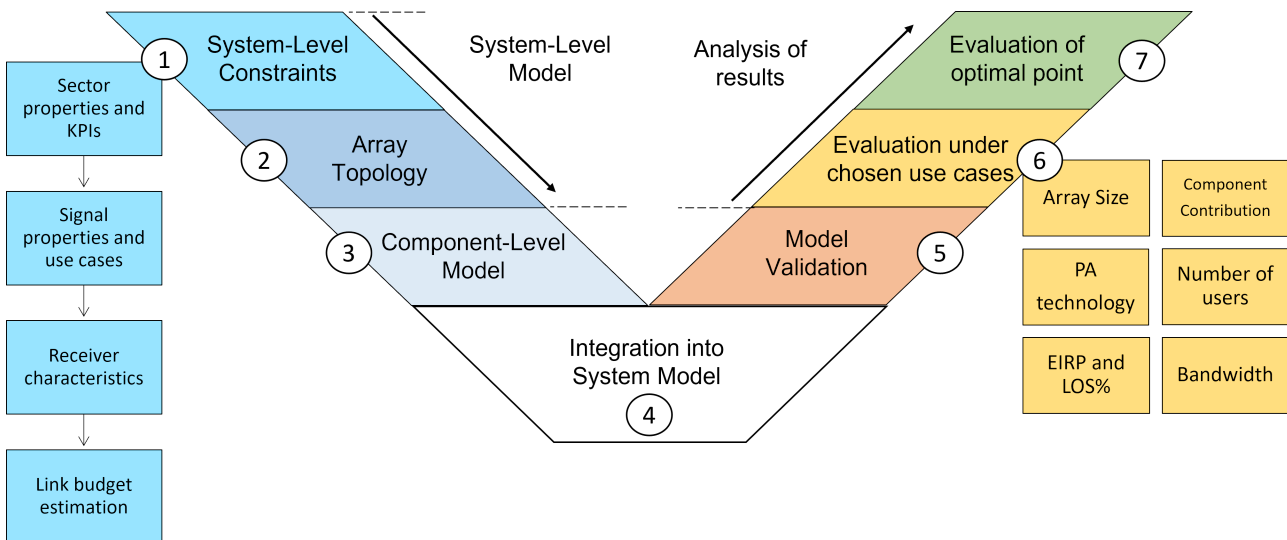 System-Level
Constraints
1
Array
Topology
2
Component-Level
Model
3
Integration into
System Model
4
System-Level
Model
Analysis of
results
Model
Validation
5
Evaluation under
chosen use cases
6
Evaluation of
optimal point
7
Sector
properties and
KPIs
Signal
properties and
use cases
Receiver
characteristics
Link budget
estimation
Array Size
Component
Contribution
PA
technology
Number of
users
EIRP and
LOS%
Bandwidth